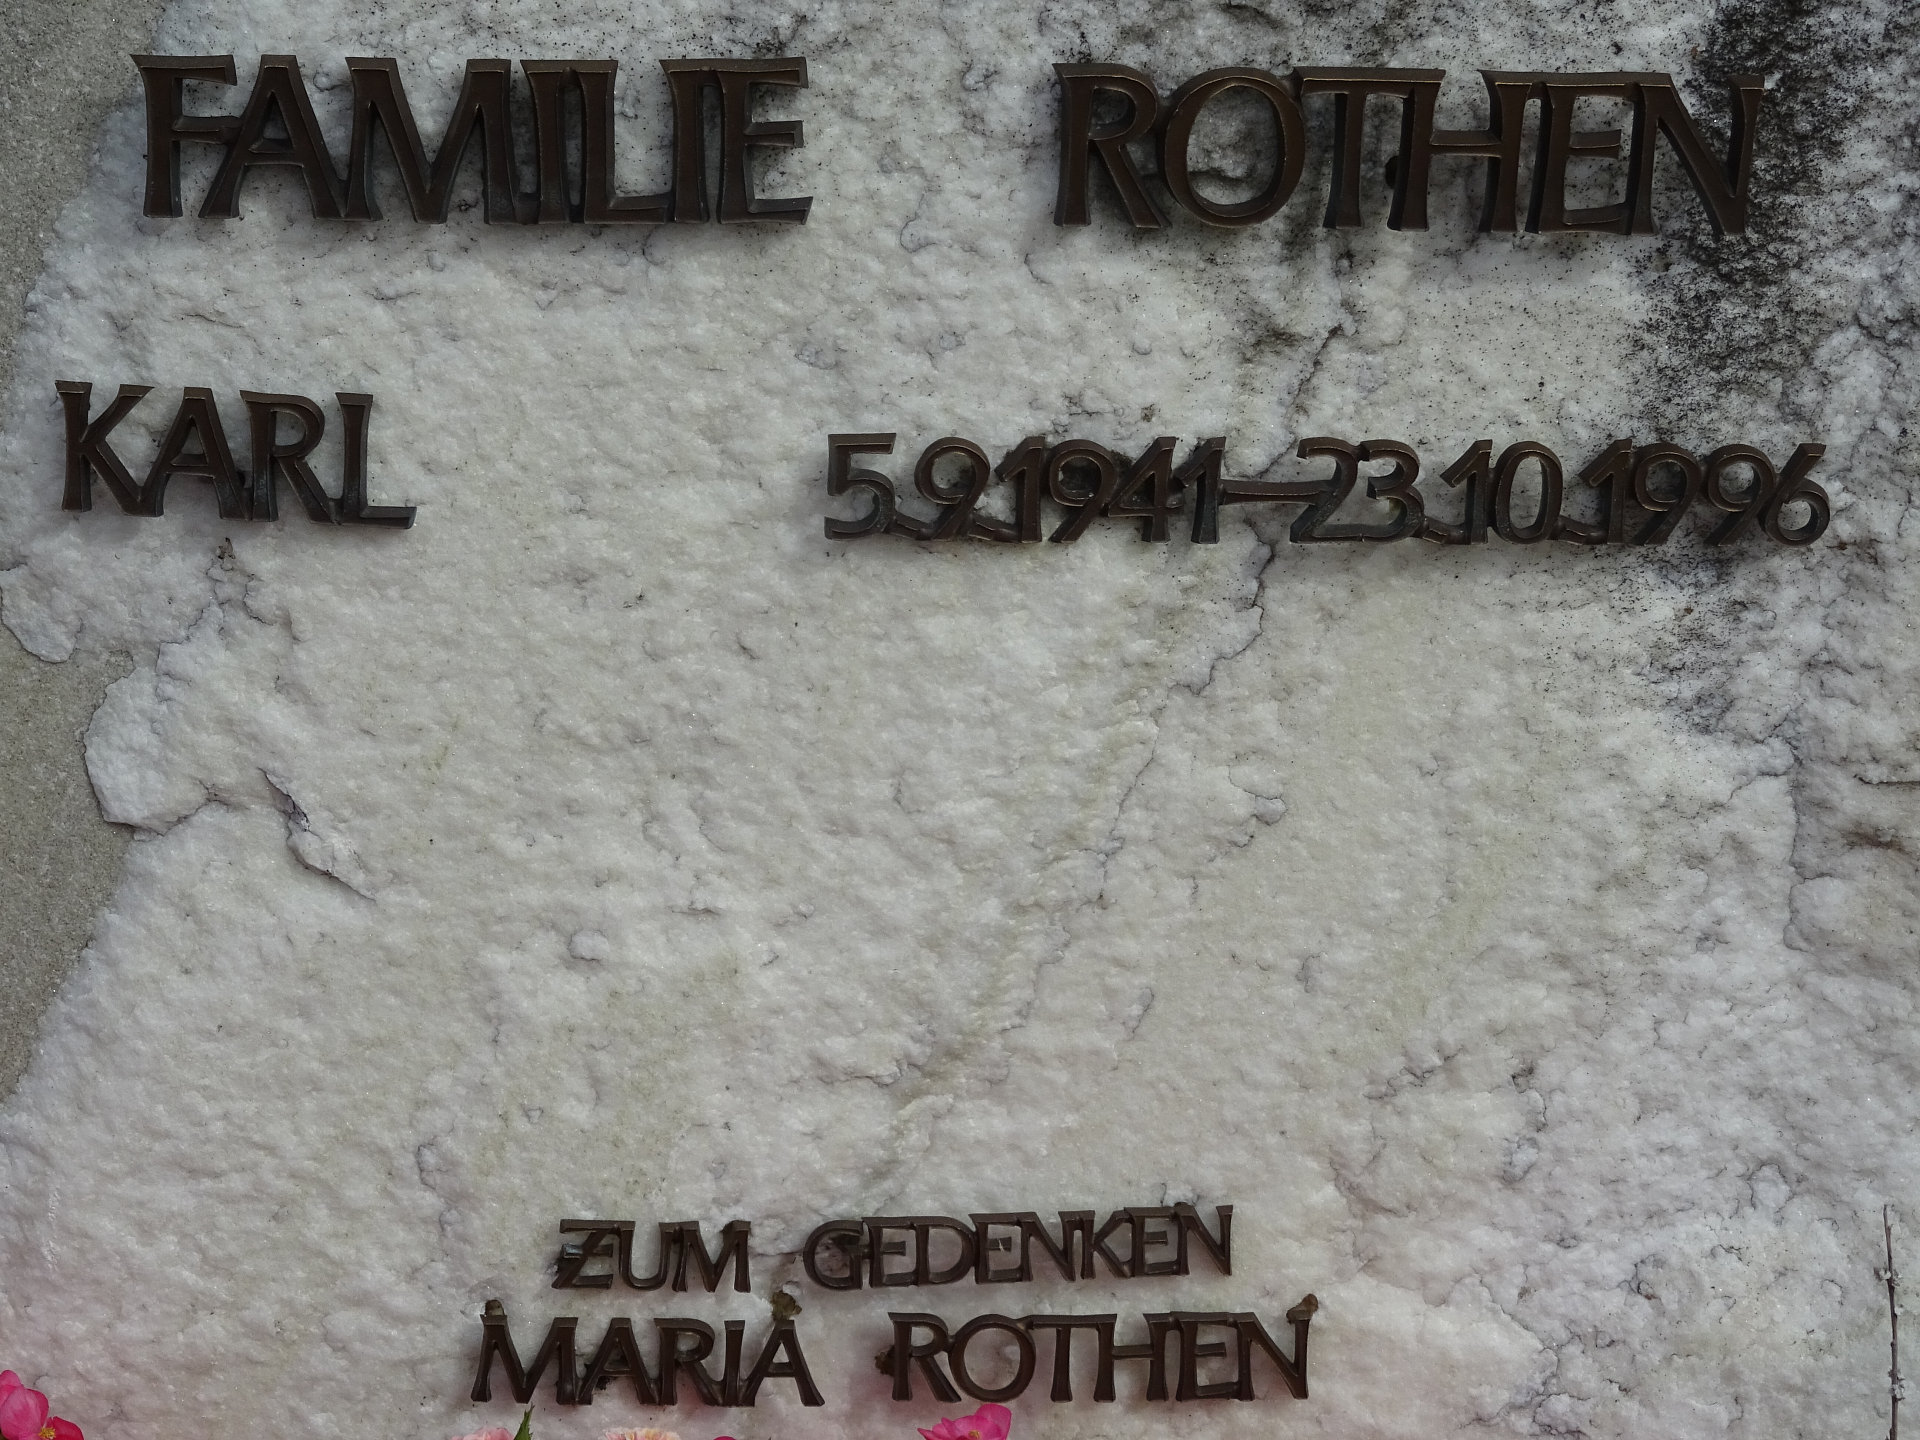 FAMILIE ROTHEN
KARL 5.9.1941–23.10.1996
ZUM GEDENKEN
MARIA ROTHEN